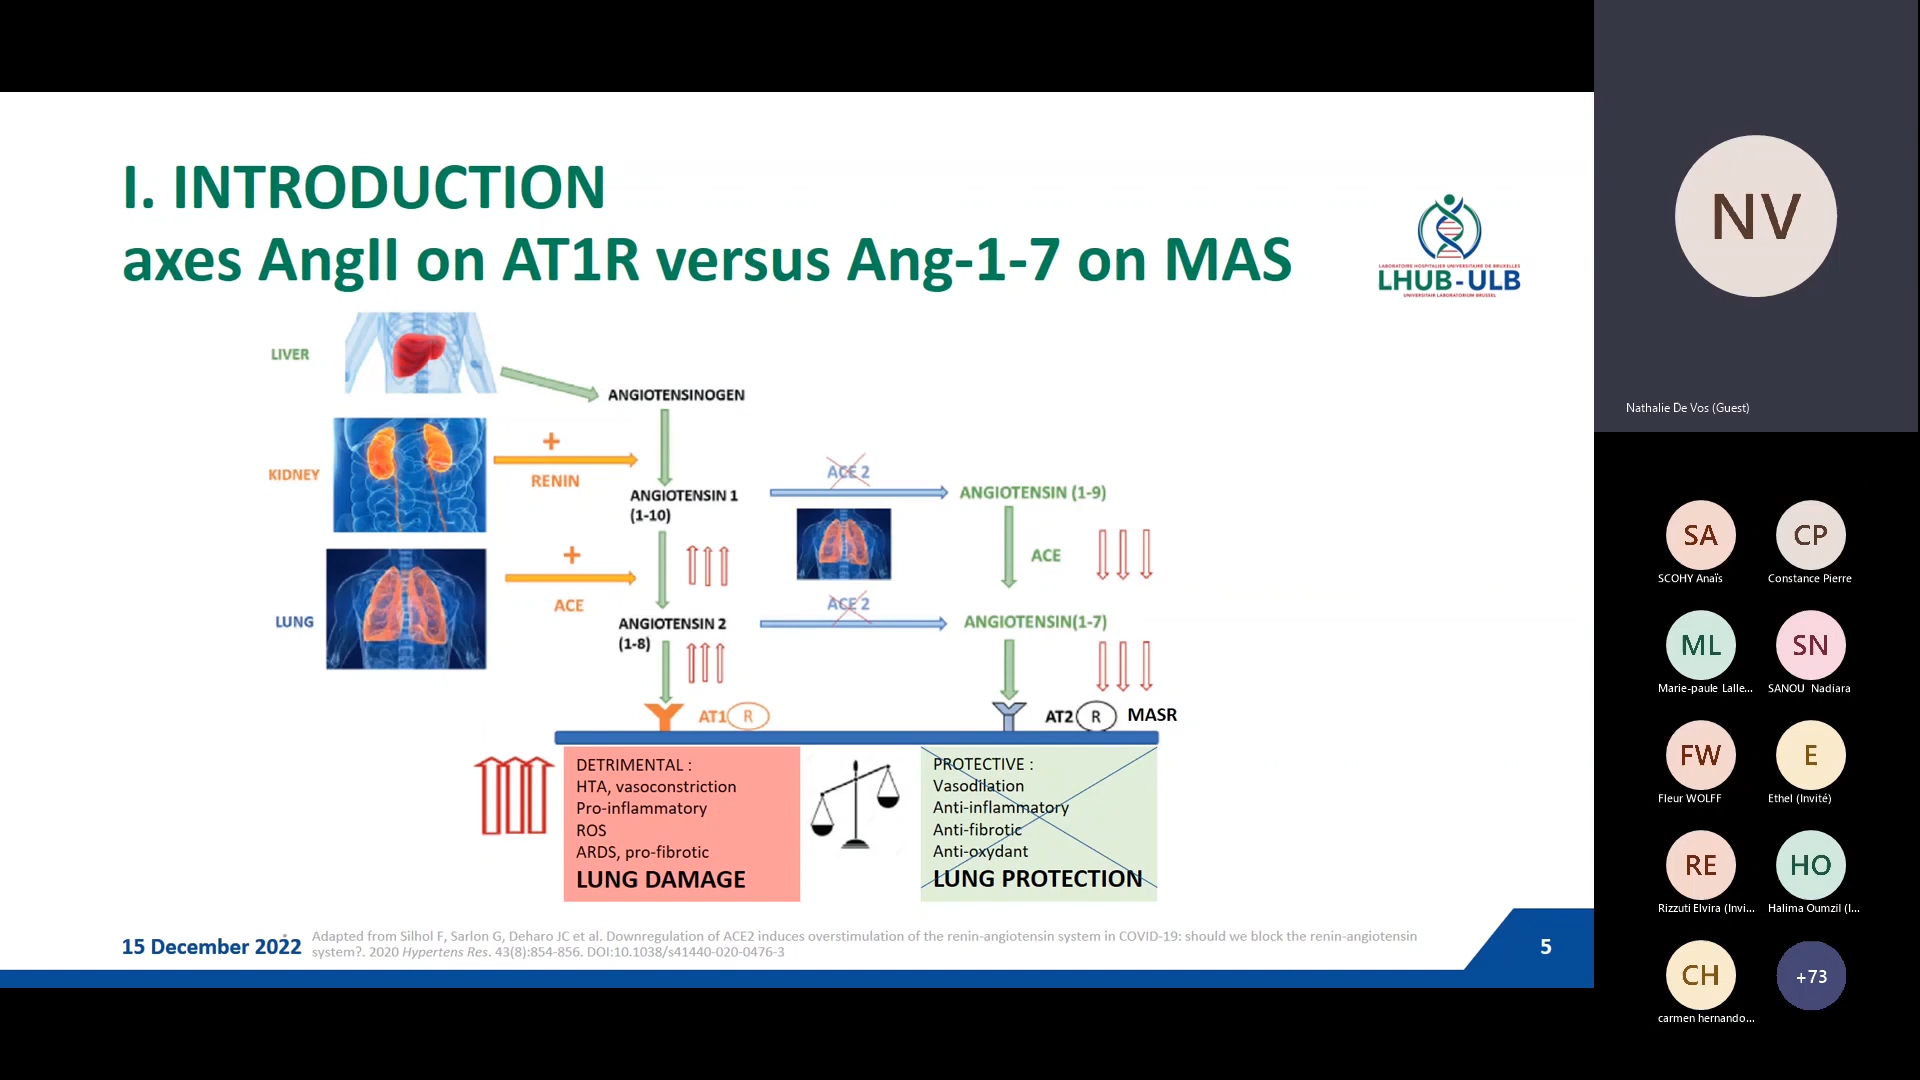 I. INTRODUCTION
axes AngII on AT1R versus Ang-1-7 on MAS
LABORATOIRE HOSPITALIER UNIVERSITAIRE DE BRUXELLES
LHUB-ULB
UNIVERSITAIR LABORATORIUM BRUSSEL
LIVER
ANGIOTENSINOGEN
KIDNEY
+
RENIN
ANGIOTENSIN 1
(1-10)
ACE 2
ANGIOTENSIN (1-9)
LUNG
+
ACE
ACE
ANGIOTENSIN 2
(1-8)
ACE 2
ANGIOTENSIN(1-7)
AT1 R
AT2 R MASR
DETRIMENTAL :
HTA, vasoconstriction
Pro-inflammatory
ROS
ARDS, pro-fibrotic
LUNG DAMAGE
PROTECTIVE :
Vasodilation
Anti-inflammatory
Anti-fibrotic
Anti-oxydant
LUNG PROTECTION
15 December 2022
Adapted from Silhol F, Sarlon G, Deharo JC et al. Downregulation of ACE2 induces overstimulation of the renin-angiotensin system in COVID-19: should we block the renin-angiotensin
system?. 2020 Hypertens Res. 43(8):854-856. DOI:10.1038/s41440-020-0476-3
5
NV
Nathalie De Vos (Guest)
SA
SCOHY Anaïs
CP
Constance Pierre
ML
Marie-paule Lalle...
SN
SANOU Nadiara
FW
Fleur WOLFF
E
Ethel (Invité)
RE
Rizzuti Elvira (Invi...
HO
Halima Oumzil (I...
CH
carmen hernando...
+73